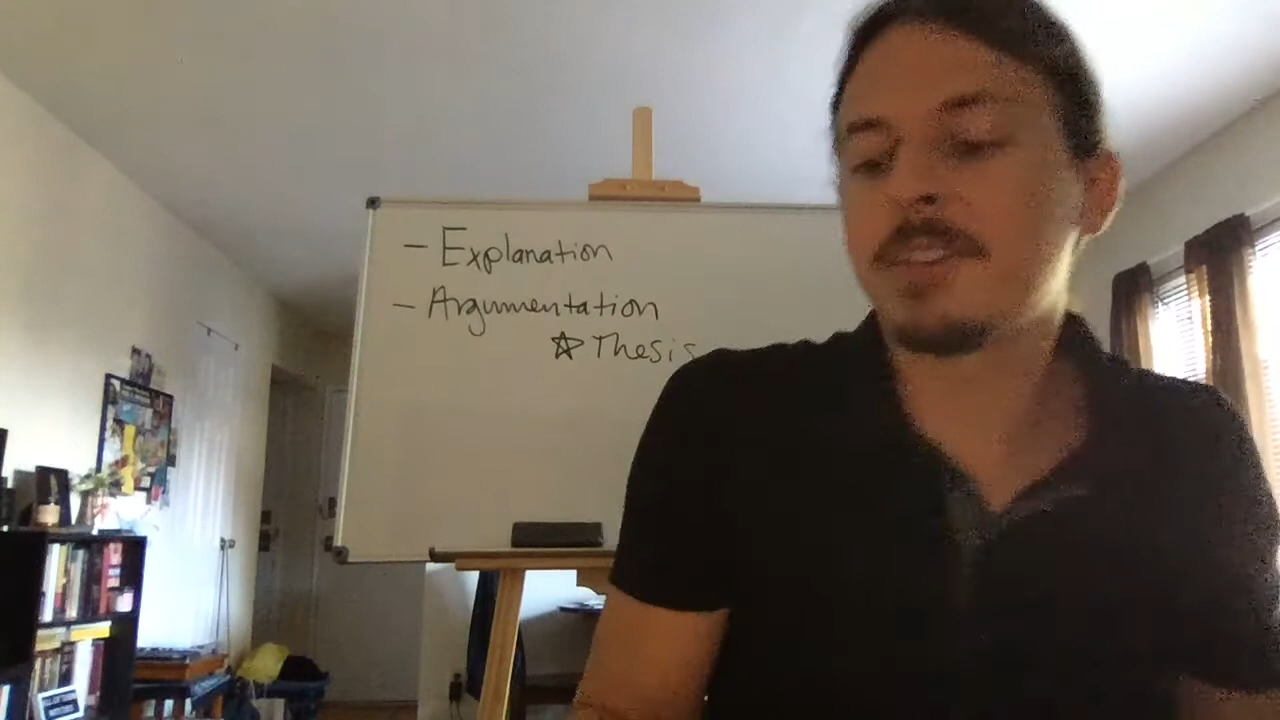 - Explanation
- Argumentation
☆ Thesis